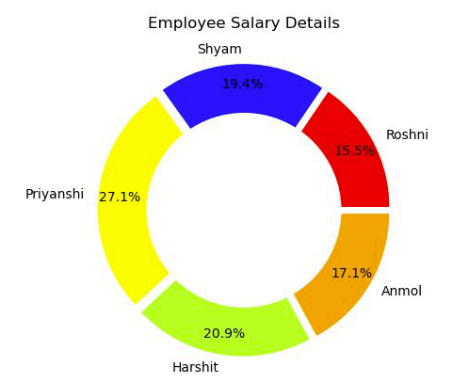 Employee Salary Details
Shyam
19.4%
Roshni
15.5%
Priyanshi
27.1%
17.1%
Anmol
20.9%
Harshit